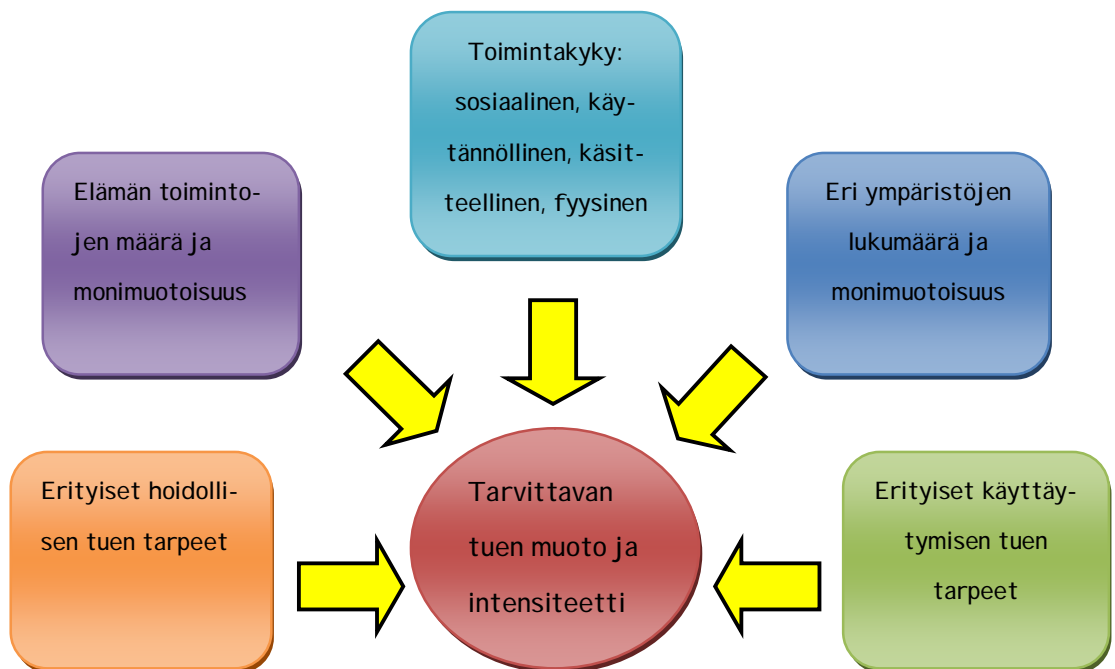 Toimintakyky:
sosiaalinen, käy-
tännöllinen, käsit-
teellinen, fyysinen
Elämän toiminto-
jen määrä ja
monimuotoisuus
Eri ympäristöjen
lukumäärä ja
monimuotoisuus
Erityiset hoidolli-
sen tuen tarpeet
Tarvittavan
tuen muoto ja
intensiteetti
Erityiset käyttäy-
tymisen tuen
tarpeet